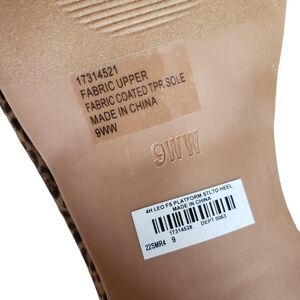 17314521
FABRIC UPPER
FABRIC COATED TPR.SOLE
MADE IN CHINA
9WW
9WW
4H LEO FS PLATFORM STLTO HEEL
MADE IN CHINA
17314528 DEPT 0063
22SMR4 9